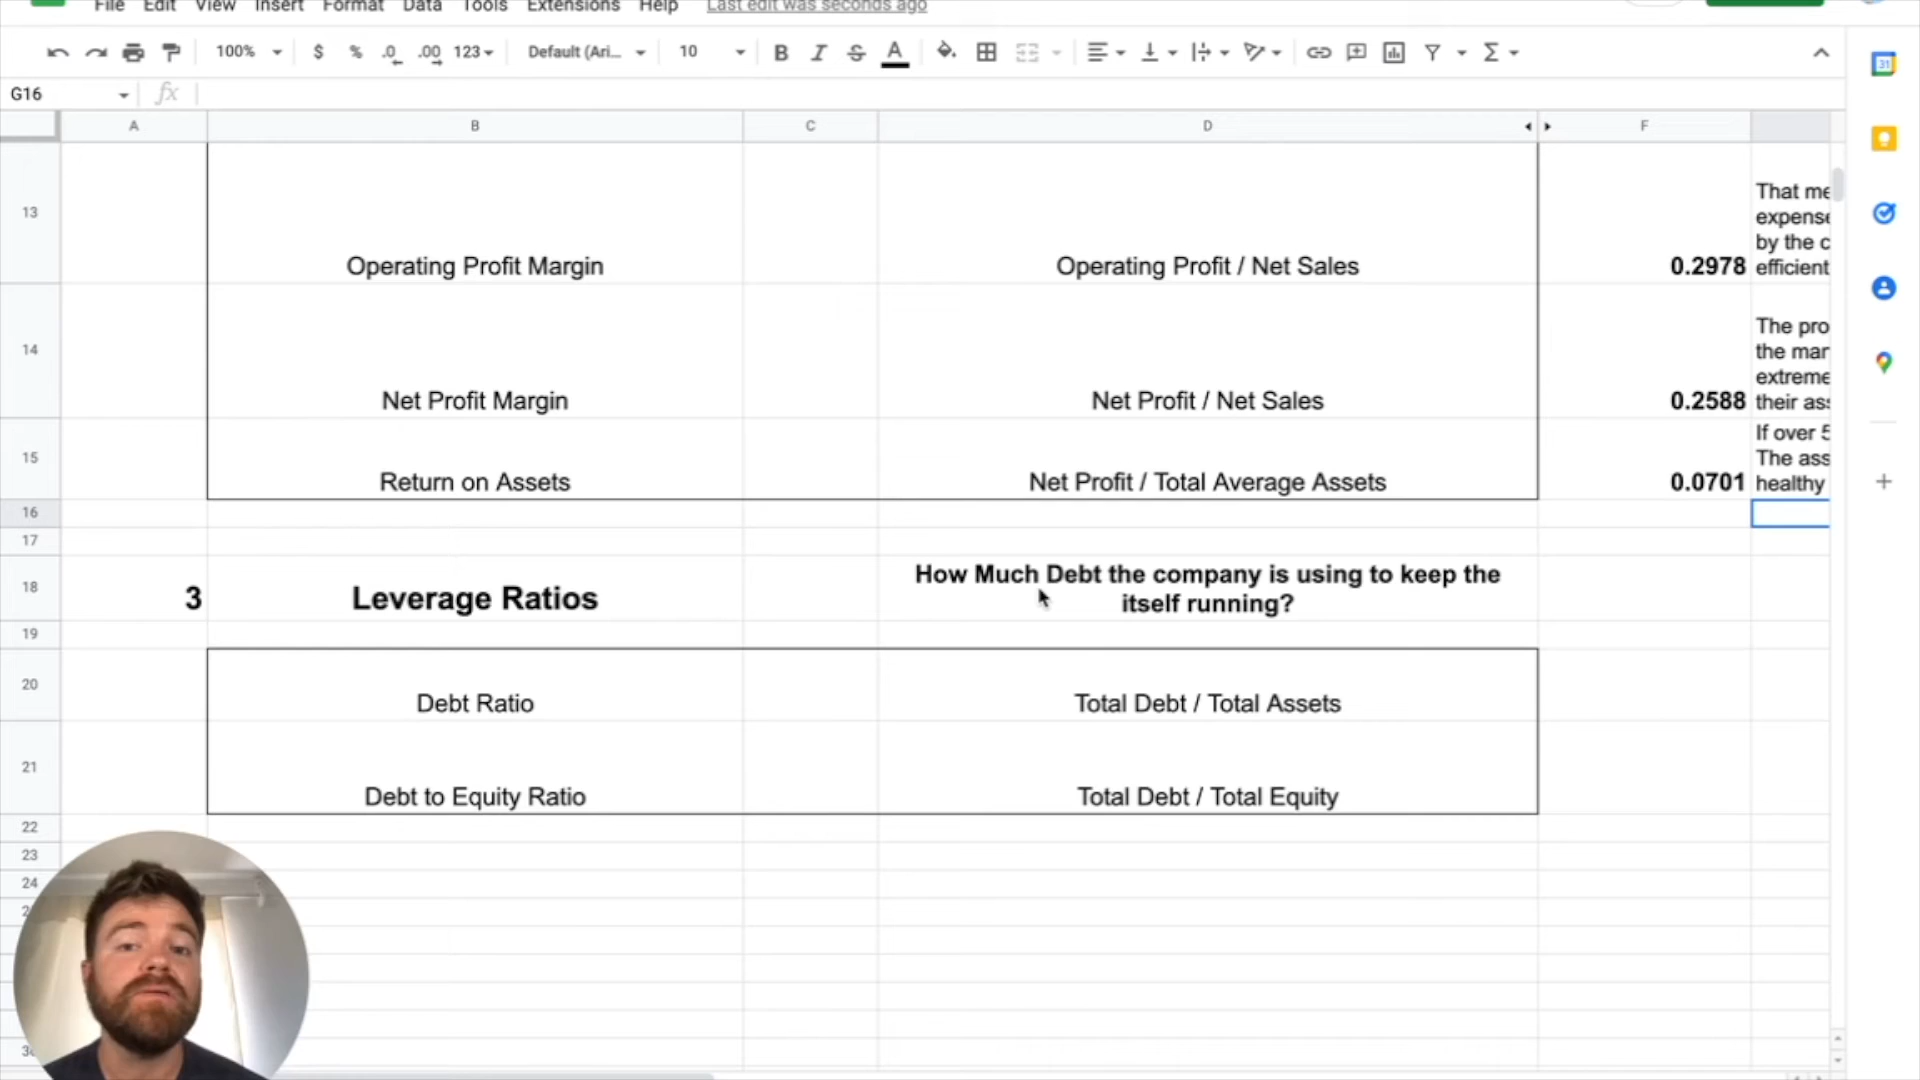 File Edit View Insert Format Data Tools Extensions Help Last edit was seconds ago
100% $ % .0 .00 123 Default (Ari... 10 B I S A Σ
31
G16 fx
A B C D F
13 Operating Profit Margin Operating Profit / Net Sales 0.2978
That me
expense
by the c
efficient
14 Net Profit Margin Net Profit / Net Sales 0.2588
The pro
the mar
extreme
their ass
15 Return on Assets Net Profit / Total Average Assets 0.0701
If over 5
The ass
healthy
16
17
18 3 Leverage Ratios How Much Debt the company is using to keep the
itself running?
19
20 Debt Ratio Total Debt / Total Assets
21 Debt to Equity Ratio Total Debt / Total Equity
22
23
24